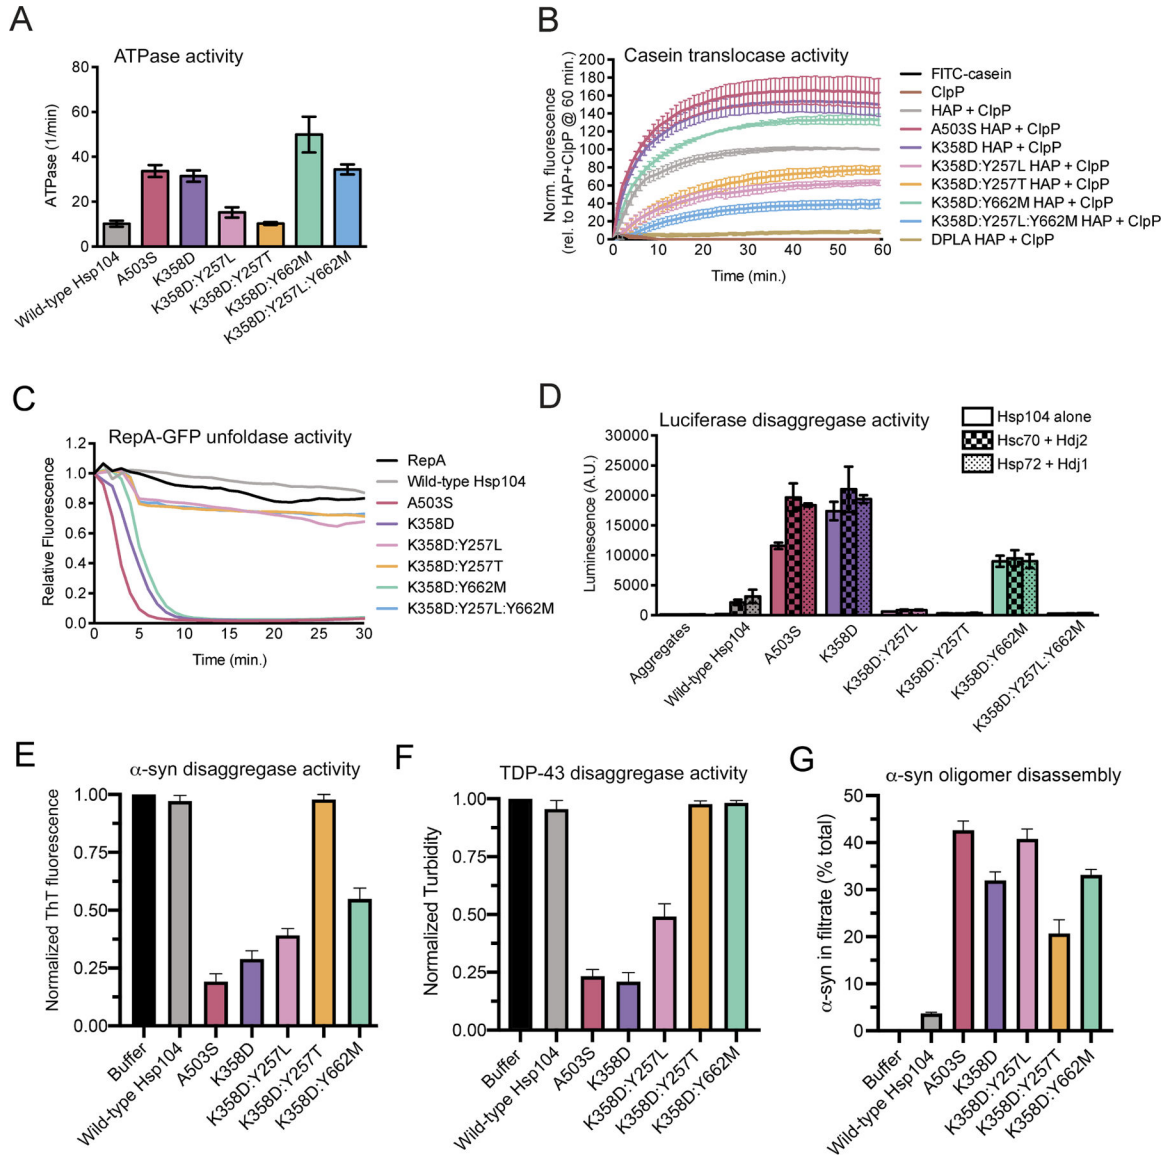 A
ATPase activity
ATPase (1/min)
80
60
40
20
0
Wild-type Hsp104
A503S
K358D
K358D:Y257L
K358D:Y257T
K358D:Y662M
K358D:Y257L:Y662M
B
Casein translocase activity
Norm. fluorescence
(rel. to HAP+ClpP @ 60 min.)
200
180
160
140
120
100
80
60
40
20
0
0
10
20
30
40
50
60
Time (min.)
FITC-casein
ClpP
HAP + ClpP
A503S HAP + ClpP
K358D HAP + ClpP
K358D:Y257L HAP + ClpP
K358D:Y257T HAP + ClpP
K358D:Y662M HAP + ClpP
K358D:Y257L:Y662M HAP + ClpP
DPLA HAP + ClpP
C
RepA-GFP unfoldase activity
Relative Fluorescence
1.2
1.0
0.8
0.6
0.4
0.2
0.0
0
5
10
15
20
25
30
Time (min.)
RepA
Wild-type Hsp104
A503S
K358D
K358D:Y257L
K358D:Y257T
K358D:Y662M
K358D:Y257L:Y662M
D
Luciferase disaggregase activity
Hsp104 alone
Hsc70 + Hdj2
Hsp72 + Hdj1
Luminescence (A.U.)
30000
25000
20000
15000
10000
5000
0
Aggregates
Wild-type Hsp104
A503S
K358D
K358D:Y257L
K358D:Y257T
K358D:Y662M
K358D:Y257L:Y662M
E
α-syn disaggregase activity
Normalized ThT fluorescence
1.00
0.75
0.50
0.25
0.00
Buffer
Wild-type Hsp104
A503S
K358D
K358D:Y257L
K358D:Y257T
K358D:Y662M
F
TDP-43 disaggregase activity
Normalized Turbidity
1.00
0.75
0.50
0.25
0.00
Buffer
Wild-type Hsp104
A503S
K358D
K358D:Y257L
K358D:Y257T
K358D:Y662M
G
α-syn oligomer disassembly
α-syn in filtrate (% total)
50
40
30
20
10
0
Buffer
Wild-type Hsp104
A503S
K358D
K358D:Y257L
K358D:Y257T
K358D:Y662M